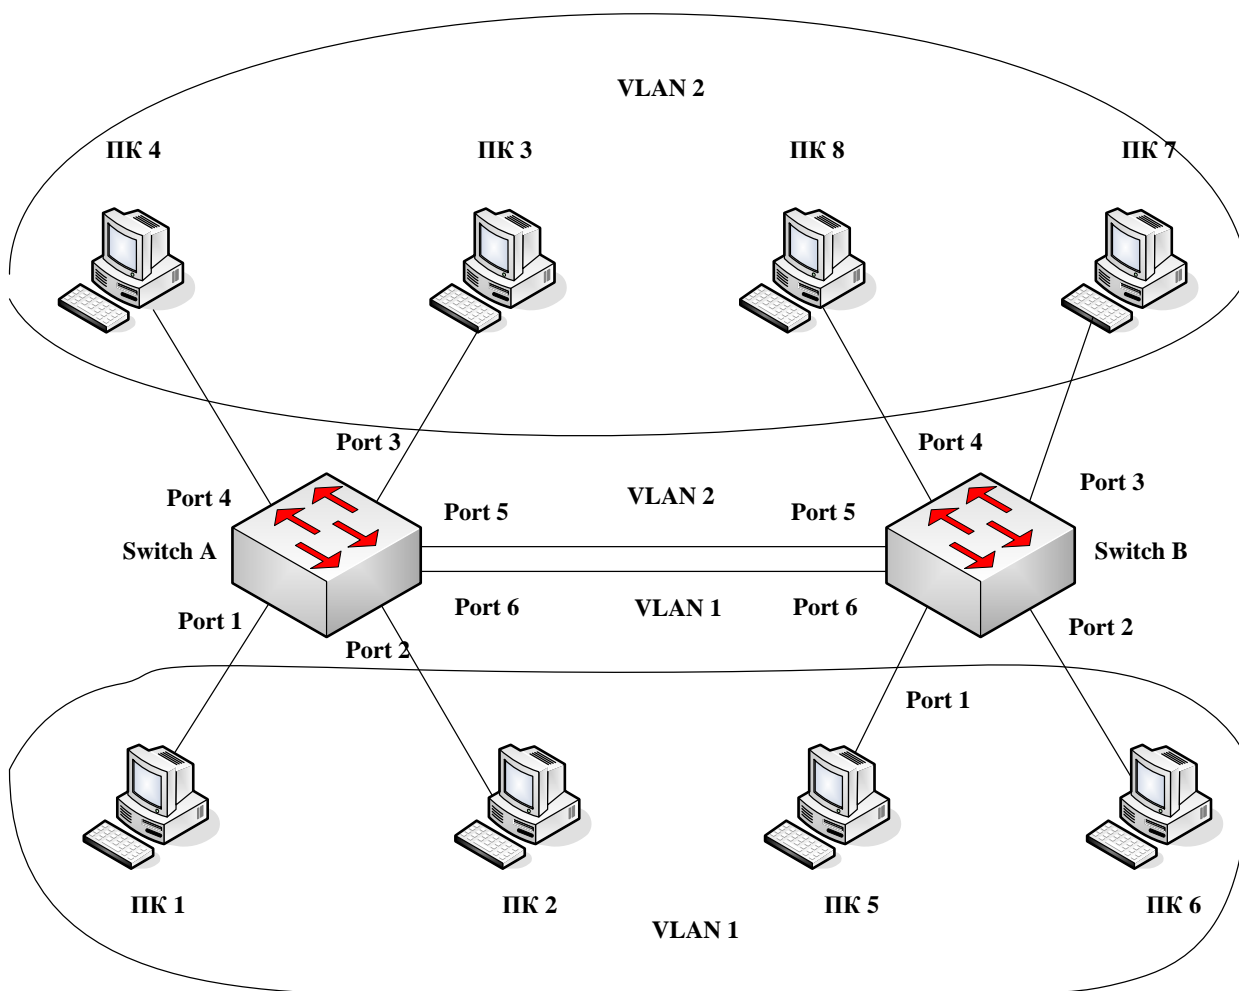 VLAN 2
ПК 4
ПК 3
ПК 8
ПК 7
Port 3
Port 4
Port 4
Port 3
VLAN 2
Port 5
Port 5
Switch A
Switch B
Port 6
VLAN 1
Port 6
Port 1
Port 2
Port 2
Port 1
ПК 1
ПК 2
ПК 5
ПК 6
VLAN 1